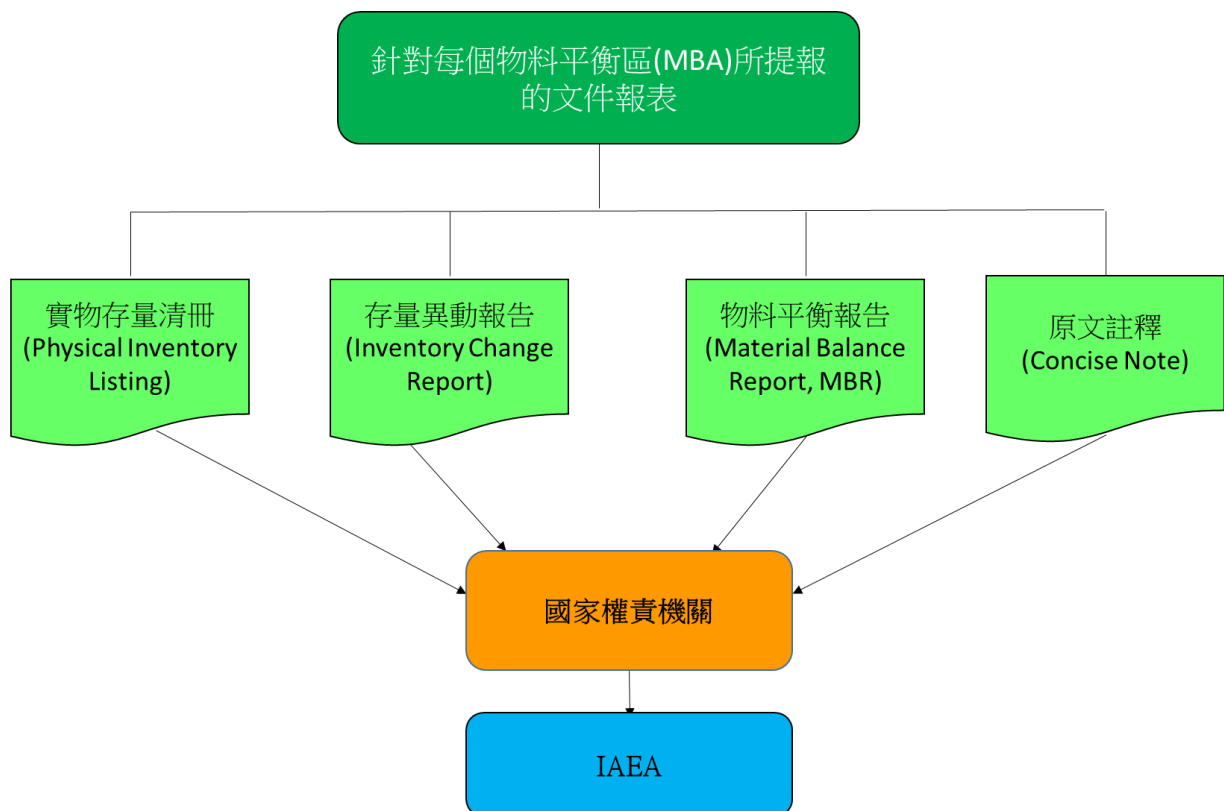 針對每個物料平衡區(MBA)所提報
的文件報表
實物存量清冊
(Physical Inventory
Listing)
存量異動報告
(Inventory Change
Report)
物料平衡報告
(Material Balance
Report, MBR)
原文註釋
(Concise Note)
國家權責機關
IAEA